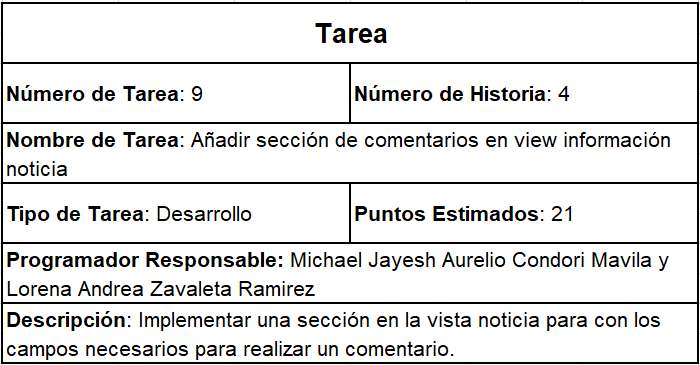 Tarea
Número de Tarea: 9
Número de Historia: 4
Nombre de Tarea: Añadir sección de comentarios en view información
noticia
Tipo de Tarea: Desarrollo
Puntos Estimados: 21
Programador Responsable: Michael Jayesh Aurelio Condori Mavila y
Lorena Andrea Zavaleta Ramirez
Descripción: Implementar una sección en la vista noticia para con los
campos necesarios para realizar un comentario.